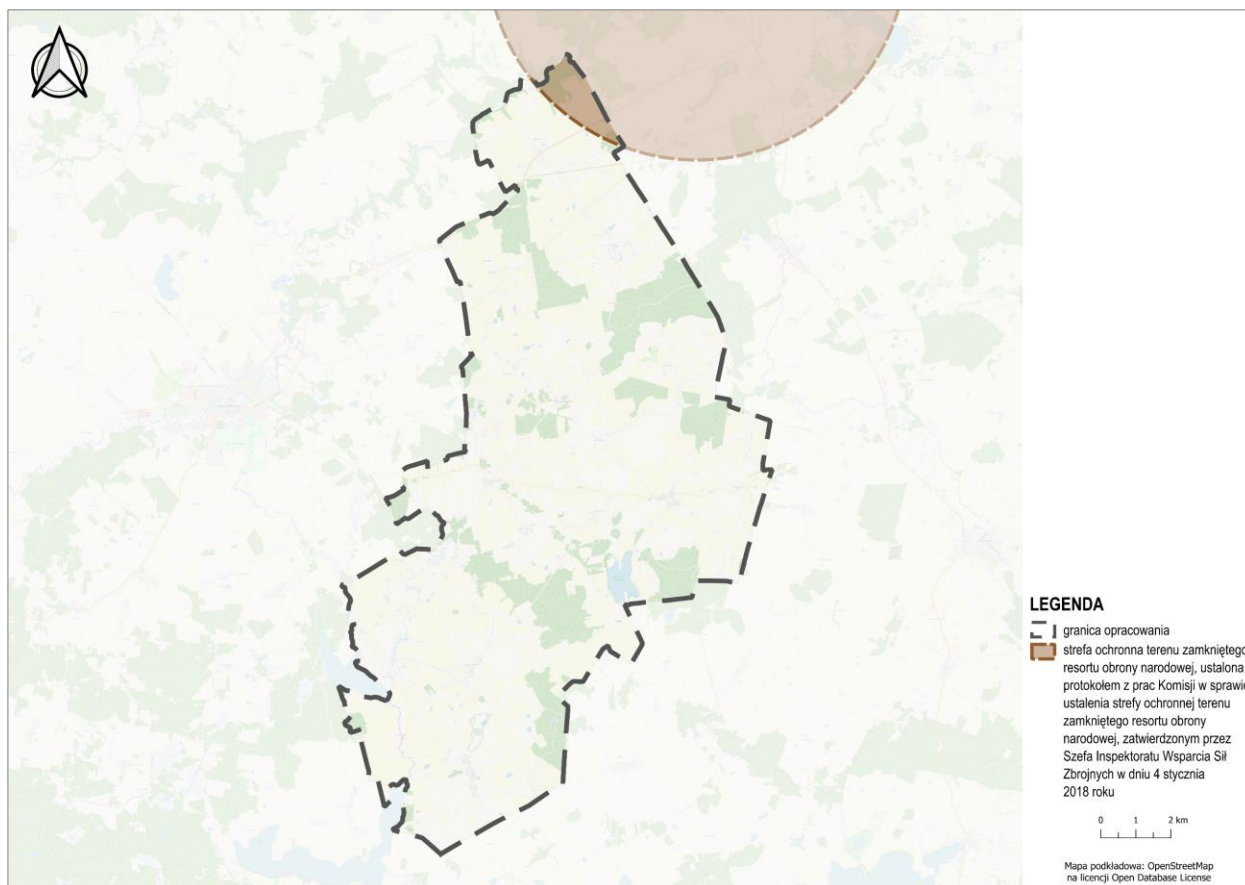 LEGENDA
granica opracowania
strefa ochronna terenu zamkniętego
resortu obrony narodowej, ustalona
protokołem z prac Komisji w sprawie
ustalenia strefy ochronnej terenu
zamkniętego resortu obrony
narodowej, zatwierdzonym przez
Szefa Inspektoratu Wsparcia Sił
Zbrojnych w dniu 4 stycznia
2018 roku
0 1 2 km
Mapa podkładowa: OpenStreetMap
na licencji Open Database License